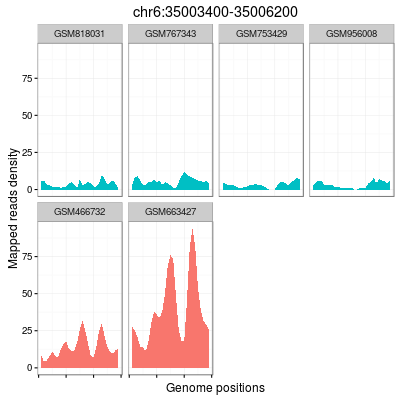 chr6:35003400-35006200
GSM818031 GSM767343 GSM753429 GSM956008
75
50
25
0
GSM466732 GSM663427
75
50
25
0
Mapped reads density
Genome positions